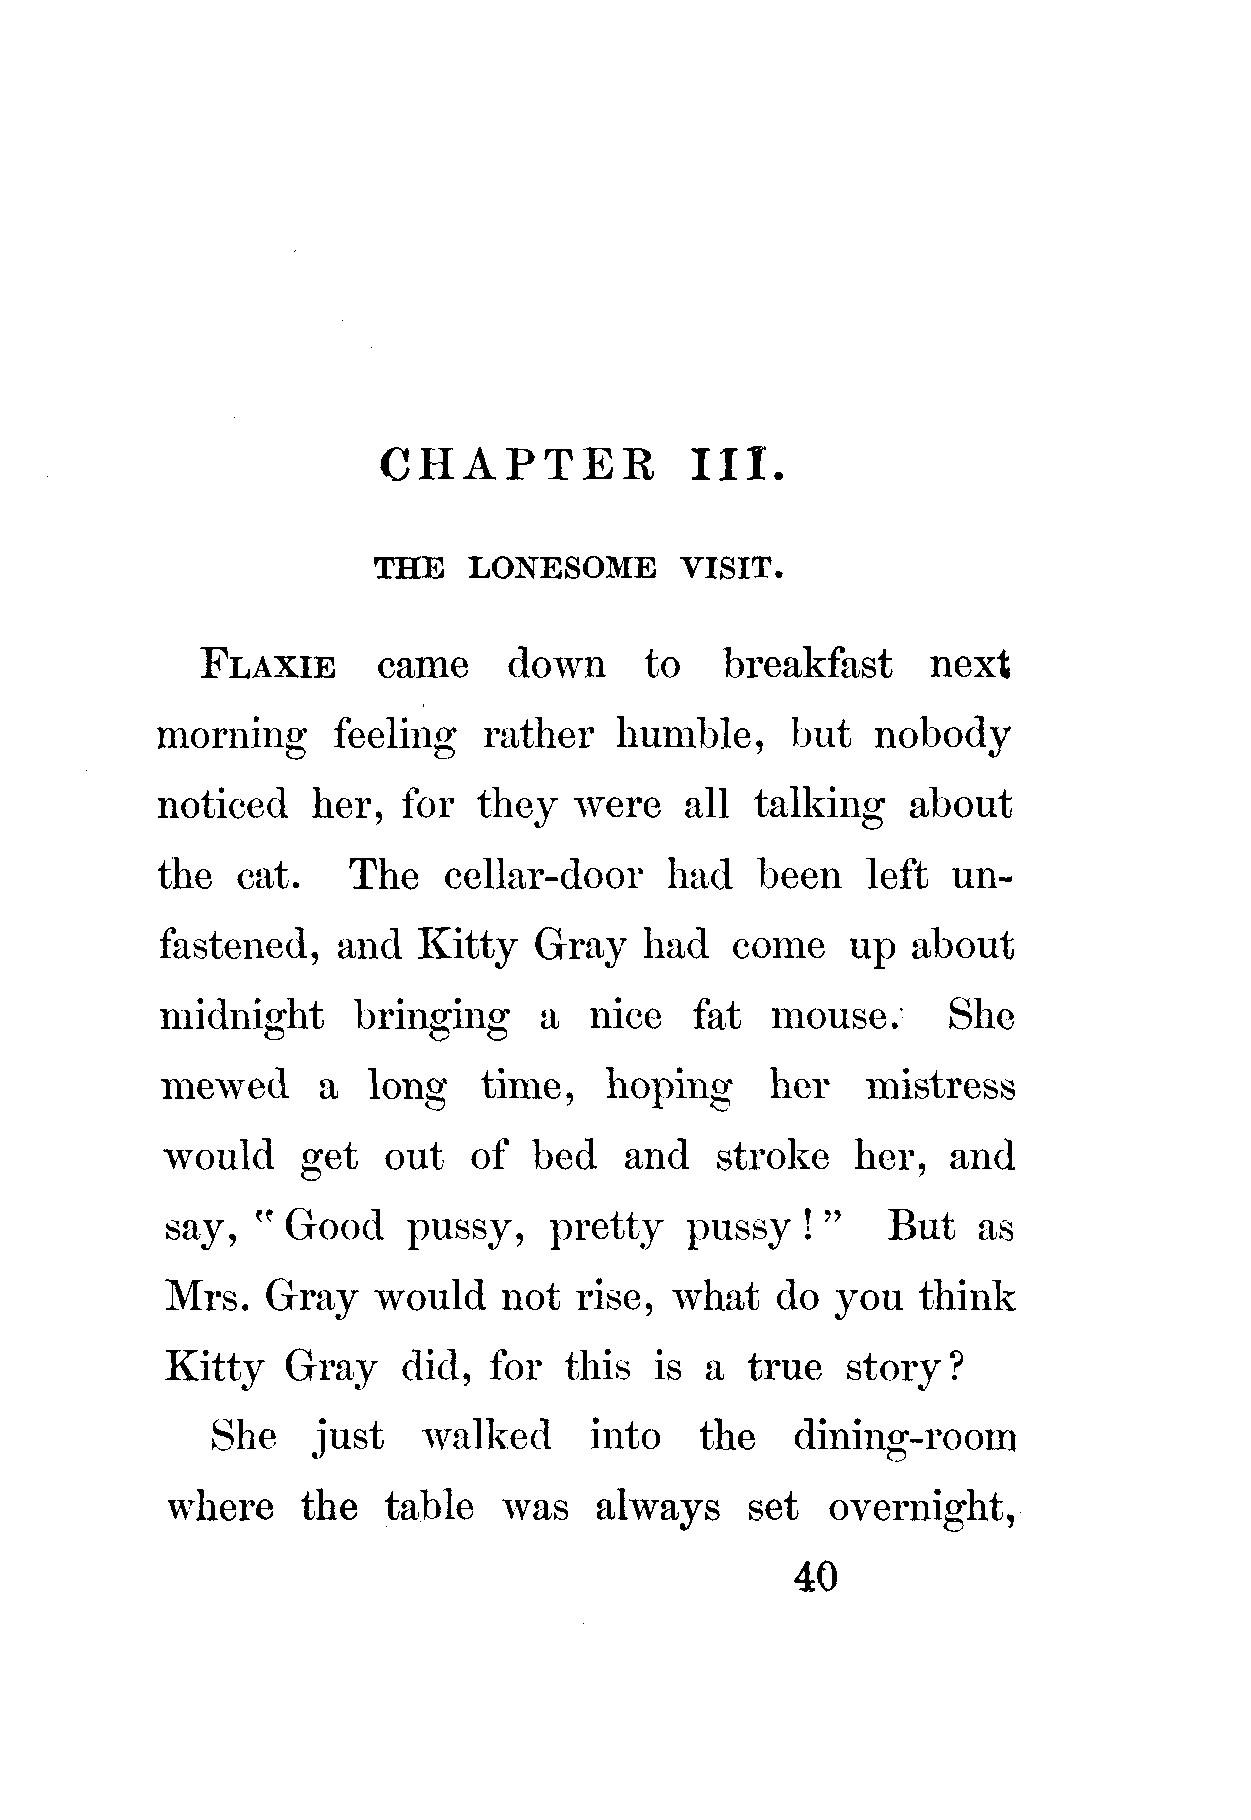 CHAPTER III.
THE LONESOME VISIT.
FLAXIE came down to breakfast next
morning feeling rather humble, but nobody
noticed her, for they were all talking about
the cat. The cellar-door had been left un-
fastened, and Kitty Gray had come up about
midnight bringing a nice fat mouse. She
mewed a long time, hoping her mistress
would get out of bed and stroke her, and
say, "Good pussy, pretty pussy!" But as
Mrs. Gray would not rise, what do you think
Kitty Gray did, for this is a true story?
She just walked into the dining-room
where the table was always set overnight,
40